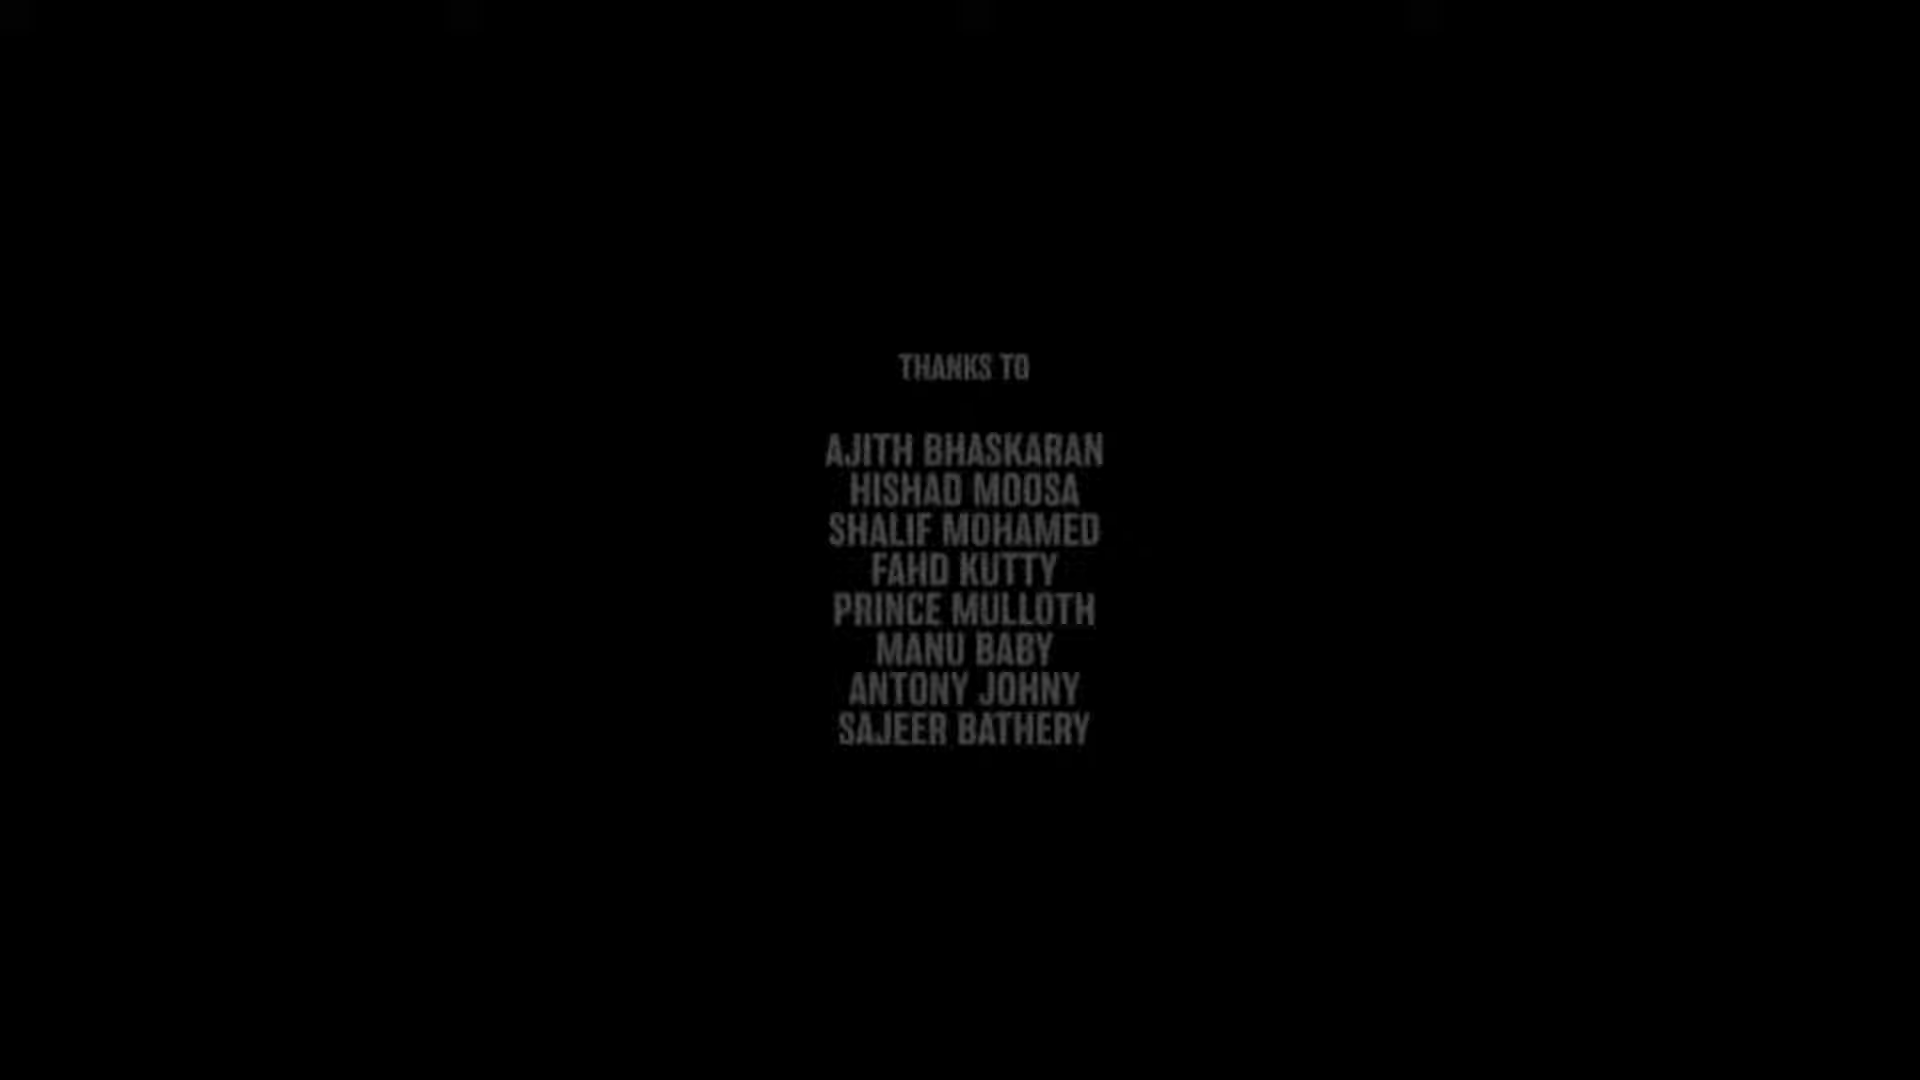 THANKS TO
AJITH BHASKARAN
HISHAD MOOSA
SHALIF MOHAMED
FAHD KUTTY
PRINCE MULLOTH
MANU BABY
ANTONY JOHNY
SAJEER BATHERY